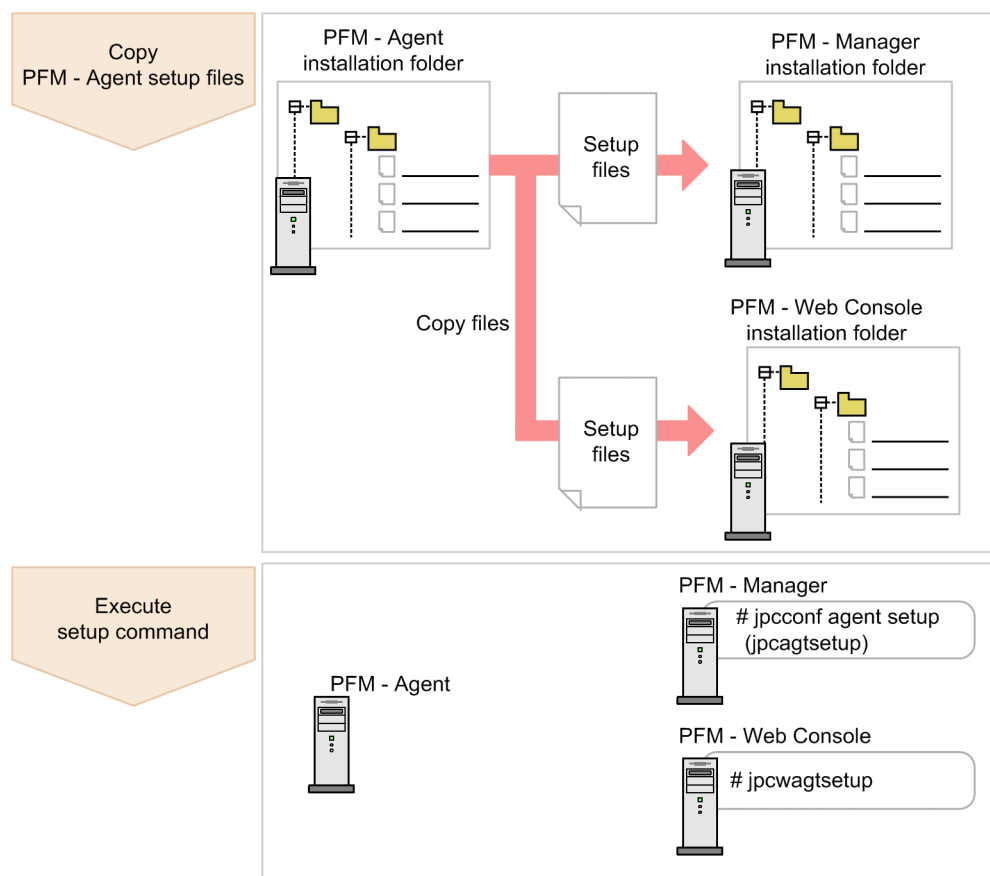 Copy
PFM - Agent setup files
PFM - Agent
installation folder
PFM - Manager
installation folder
Setup
files
Copy files
PFM - Web Console
installation folder
Setup
files
Execute
setup command
PFM - Agent
PFM - Manager
# jpcconf agent setup
(jpcagtsetup)
PFM - Web Console
# jpcwagtsetup